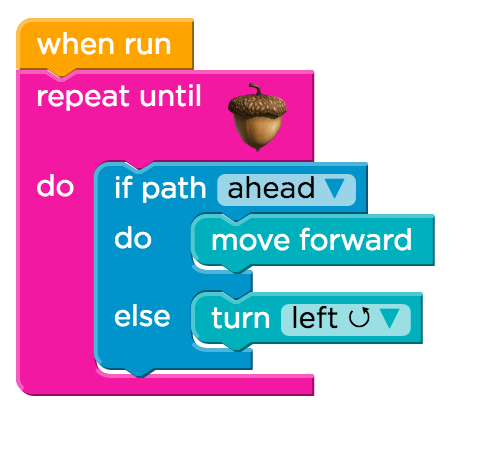 when run
repeat until
do if path ahead ▼
do move forward
else turn left ↺ ▼